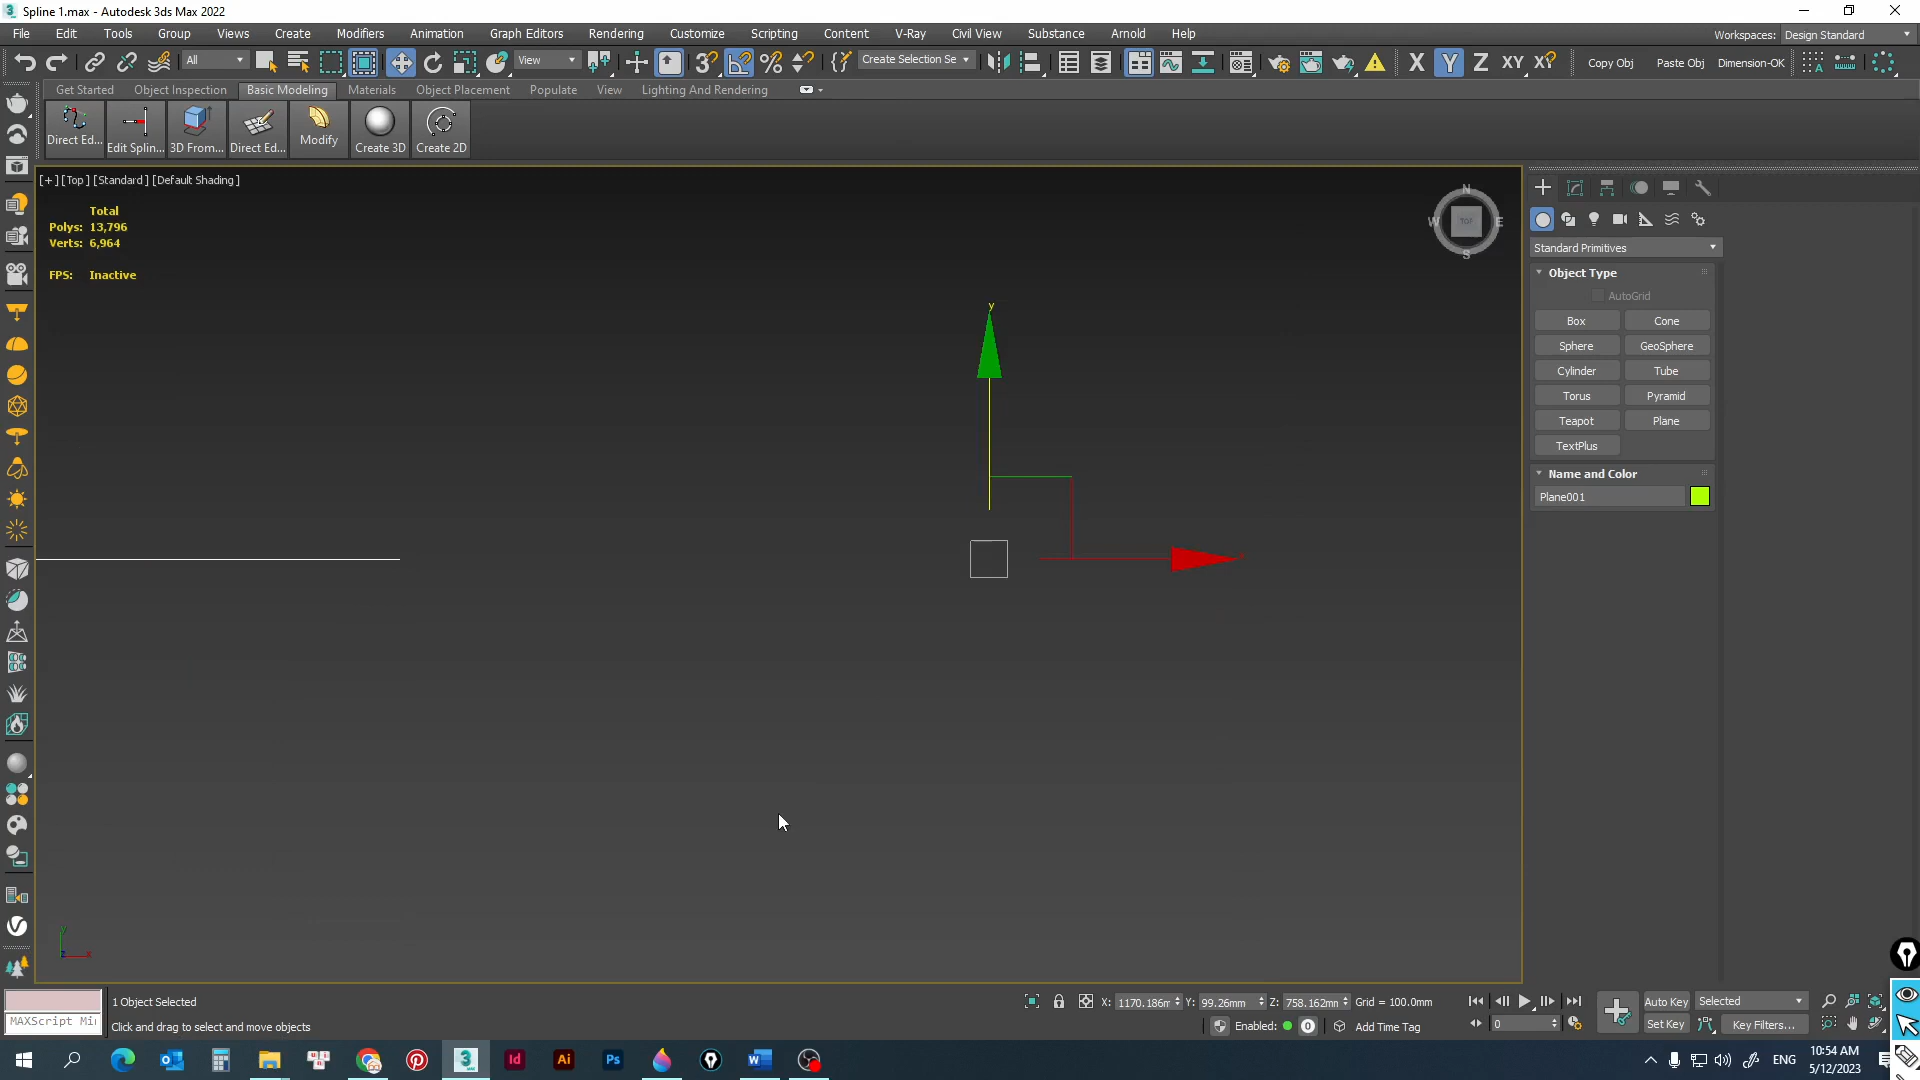 Spline 1.max - Autodesk 3ds Max 2022
File Edit Tools Group Views Create Modifiers Animation Graph Editors Rendering Customize Scripting Content V-Ray Civil View Substance Arnold Help
Workspaces: Design Standard
All View Create Selection Se X Y Z XY XY Copy Obj Paste Obj Dimension-OK
Get Started Object Inspection Basic Modeling Materials Object Placement Populate View Lighting And Rendering
Direct Ed... Edit Splin... 3D From... Direct Ed... Modify Create 3D Create 2D
[+] [Top] [Standard] [Default Shading]
Total
Polys: 13,796
Verts: 6,964
FPS: Inactive
N
W TOP E
S
y
Standard Primitives
Object Type
AutoGrid
Box Cone
Sphere GeoSphere
Cylinder Tube
Torus Pyramid
Teapot Plane
TextPlus
Name and Color
Plane001
1 Object Selected
Click and drag to select and move objects
MAXScript Mi
X: 1170.186m Y: 99.26mm Z: 758.162mm Grid = 100.0mm
Enabled: 0 Add Time Tag
0
Auto Key Selected
Set Key Key Filters...
ENG
10:54 AM
5/12/2023